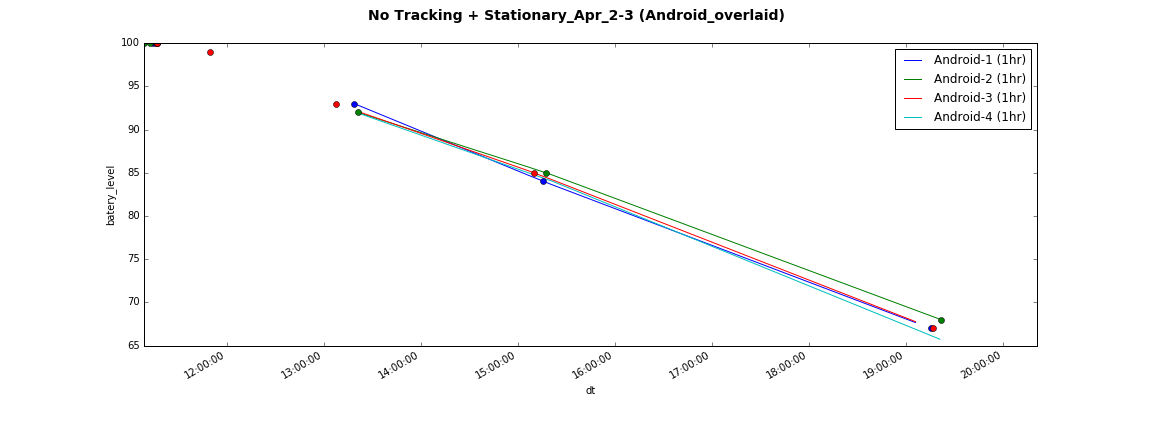 No Tracking + Stationary_Apr_2-3 (Android_overlaid)
100
95
90
85
80
75
70
65
batery_level
Android-1 (1hr)
Android-2 (1hr)
Android-3 (1hr)
Android-4 (1hr)
12:00:00
13:00:00
14:00:00
15:00:00
16:00:00
17:00:00
18:00:00
19:00:00
20:00:00
dt